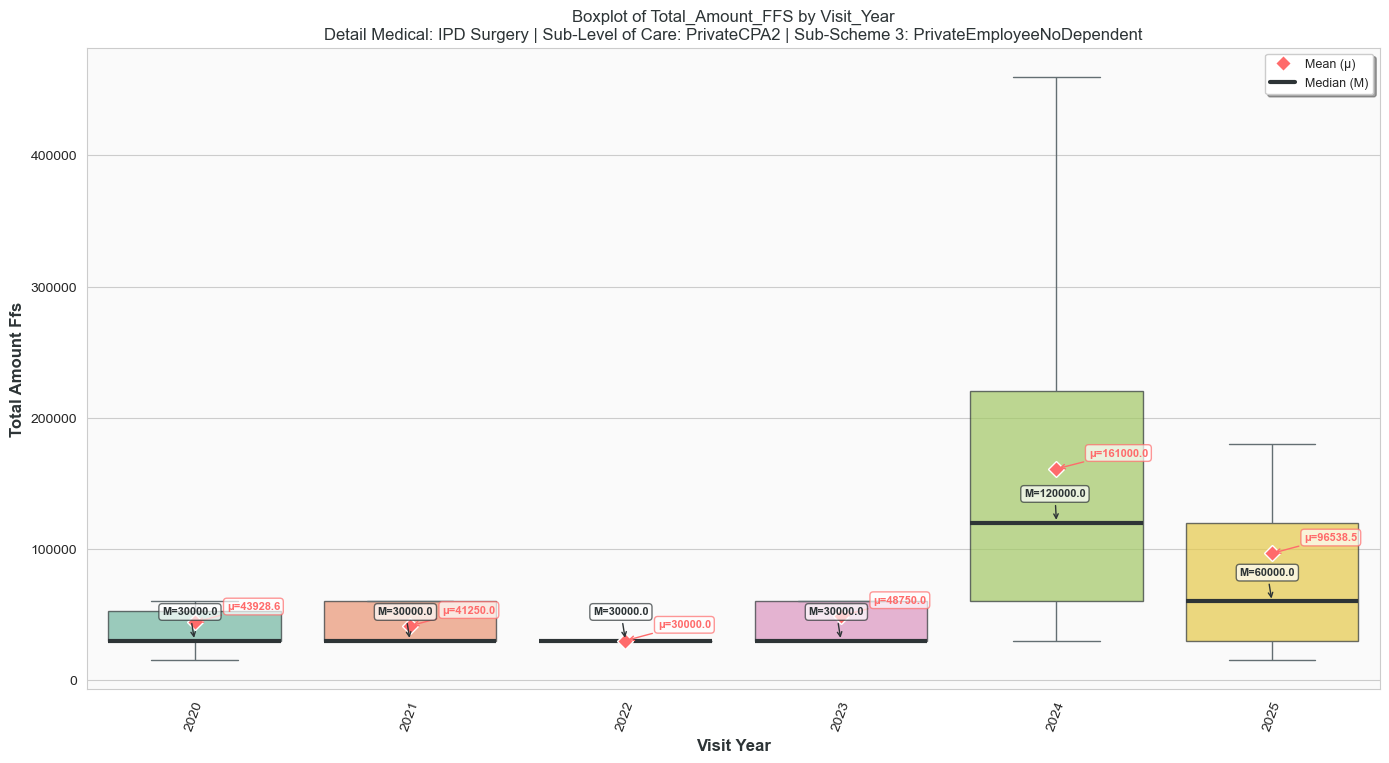 Boxplot of Total_Amount_FFS by Visit_Year
Detail Medical: IPD Surgery | Sub-Level of Care: PrivateCPA2 | Sub-Scheme 3: PrivateEmployeeNoDependent
Mean (μ)
Median (M)
Total Amount Ffs
400000
300000
200000
100000
0
M=30000.0
μ=43928.6
M=30000.0
μ=41250.0
M=30000.0
μ=30000.0
M=30000.0
μ=48750.0
μ=161000.0
M=120000.0
μ=96538.5
M=60000.0
2020
2021
2022
2023
2024
2025
Visit Year